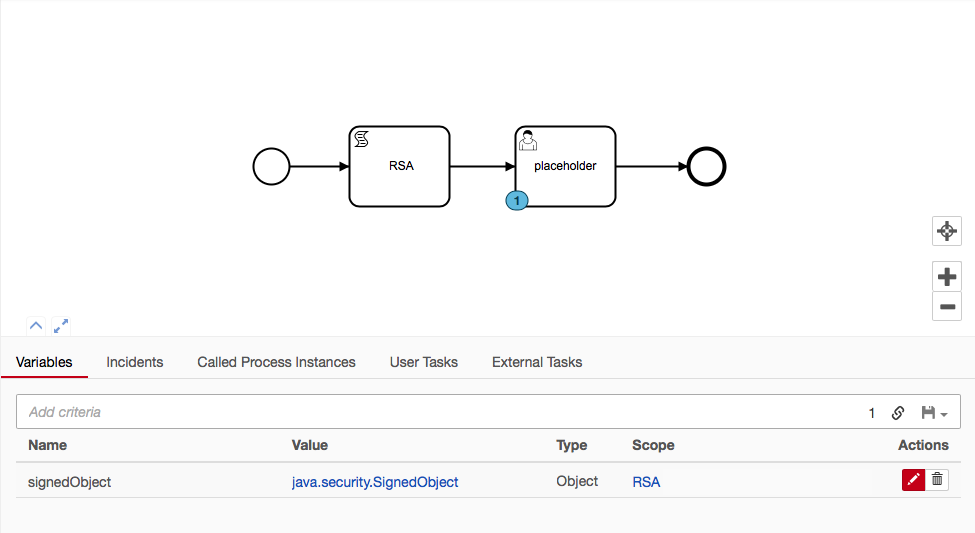 RSA
placeholder
1
Variables Incidents Called Process Instances User Tasks External Tasks
Add criteria 1
Name Value Type Scope Actions
signedObject java.security.SignedObject Object RSA